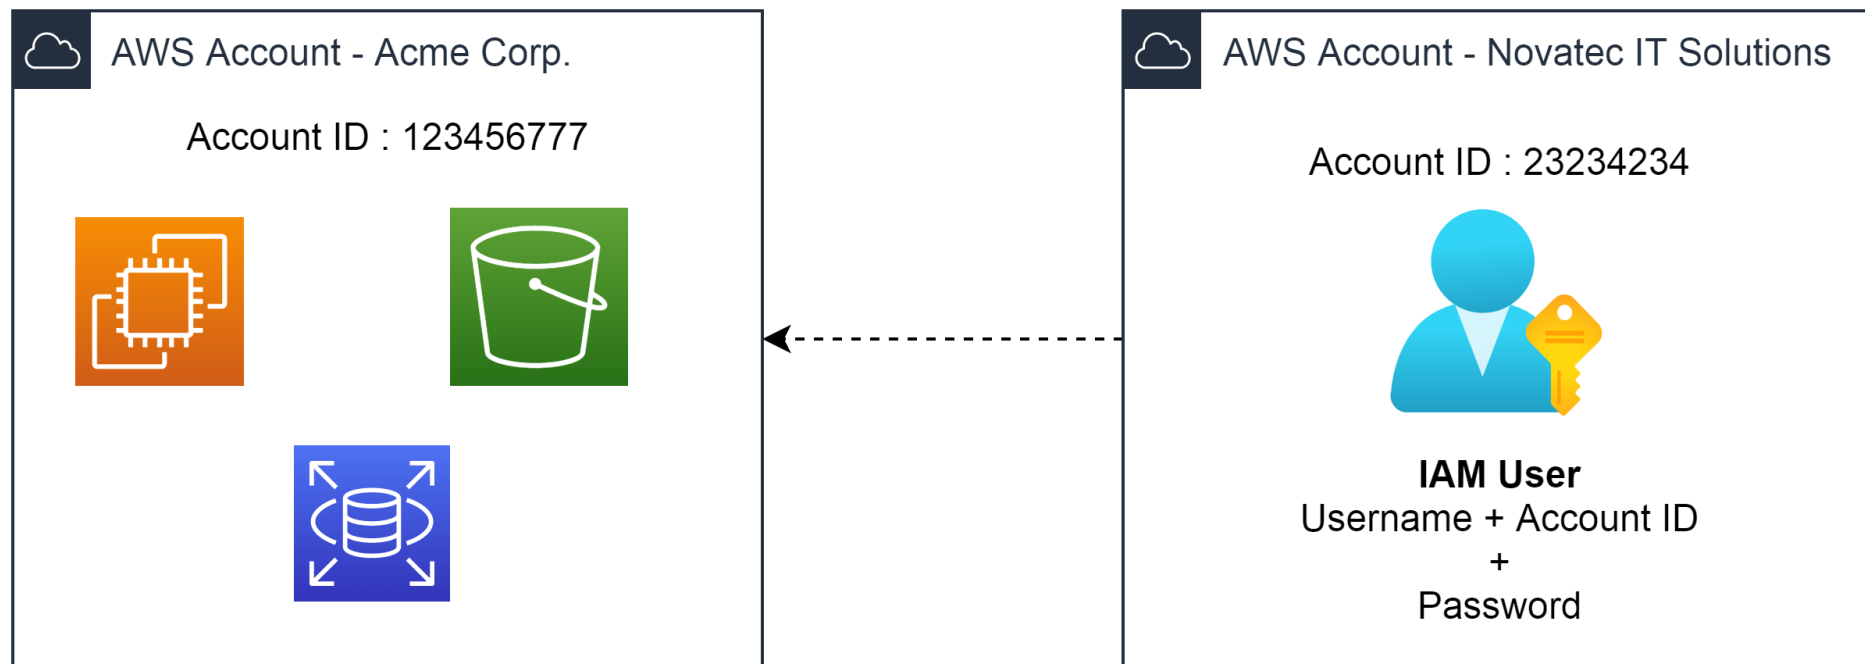 AWS Account - Acme Corp.
Account ID : 123456777
AWS Account - Novatec IT Solutions
Account ID : 23234234
IAM User
Username + Account ID
+
Password